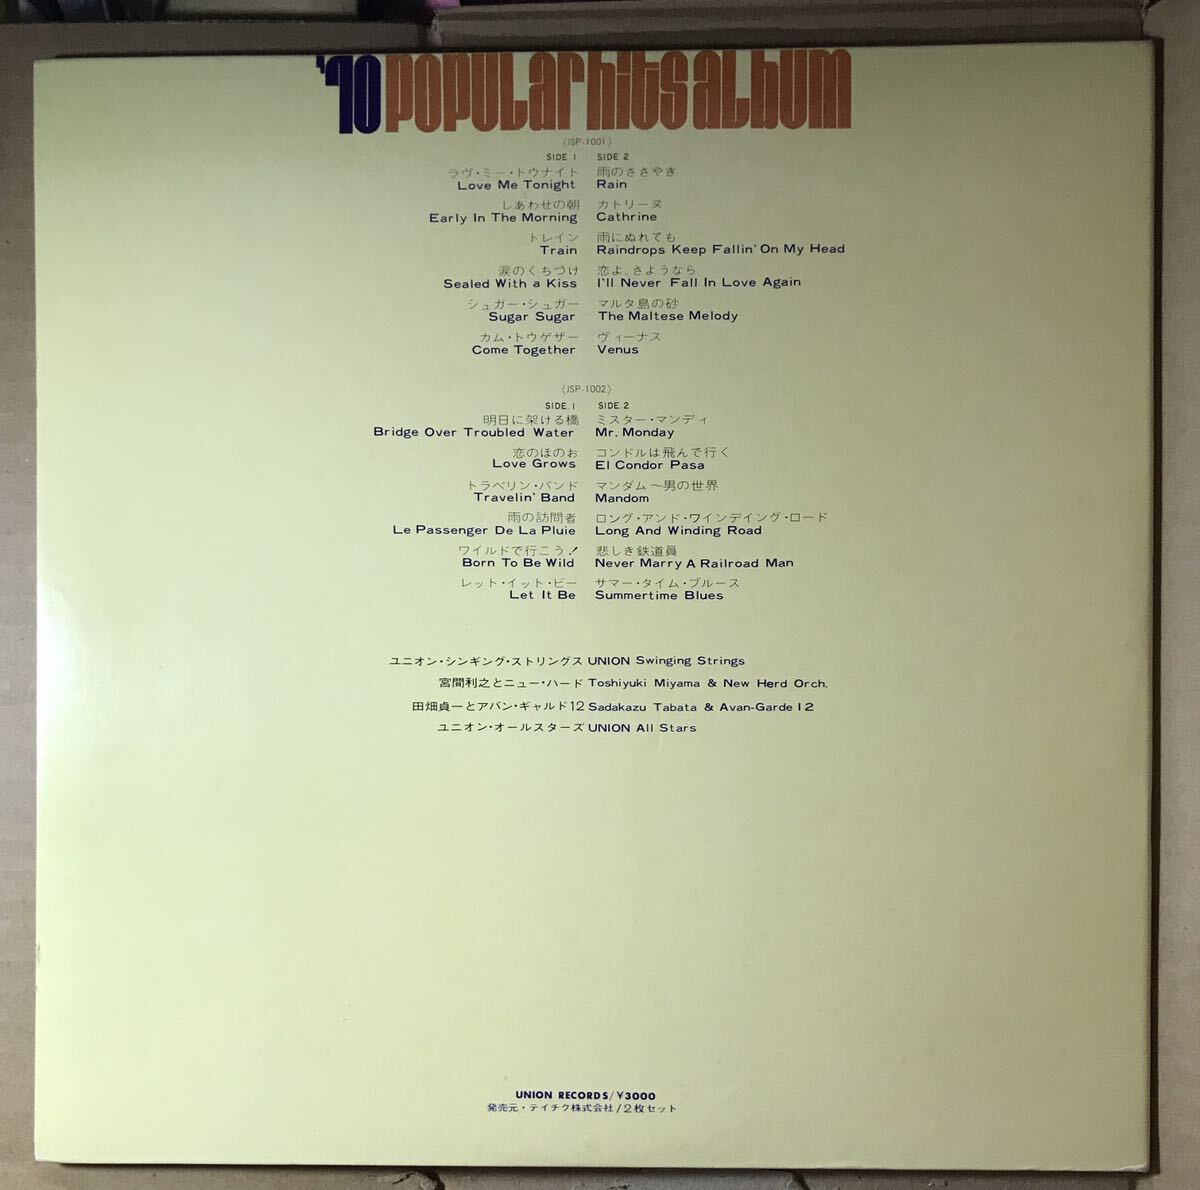 '70 popular hits album
(JSP-1001)
SIDE 1 SIDE 2
ラヴ・ミー・トウナイト 雨のささやき
Love Me Tonight Rain
しあわせの朝 カトリーヌ
Early In The Morning Cathrine
トレイン 雨にぬれても
Train Raindrops Keep Fallin' On My Head
涙のくちづけ 恋よ、さようなら
Sealed With a Kiss I'll Never Fall In Love Again
シュガー・シュガー マルタ島の砂
Sugar Sugar The Maltese Melody
カム・トウゲザー ヴィーナス
Come Together Venus
(JSP-1002)
SIDE 1 SIDE 2
明日に架ける橋 ミスター・マンディ
Bridge Over Troubled Water Mr. Monday
恋のほのお コンドルは飛んで行く
Love Grows El Condor Pasa
トラベリン・バンド マンダム〜男の世界
Travelin' Band Mandom
雨の訪問者 ロング・アンド・ワインデイング・ロード
Le Passenger De La Pluie Long And Winding Road
ワイルドで行こう! 悲しき鉄道員
Born To Be Wild Never Marry A Railroad Man
レット・イット・ビー サマー・タイム・ブルース
Let It Be Summertime Blues
ユニオン・シンギング・ストリングス UNION Swinging Strings
宮間利之とニュー・ハード Toshiyuki Miyama & New Herd Orch.
田畑貞一とアバン・ギャルド12 Sadakazu Tabata & Avan-Garde 12
ユニオン・オールスターズ UNION All Stars
UNION RECORDS/¥3000
発売元・テイチク株式会社/2枚セット